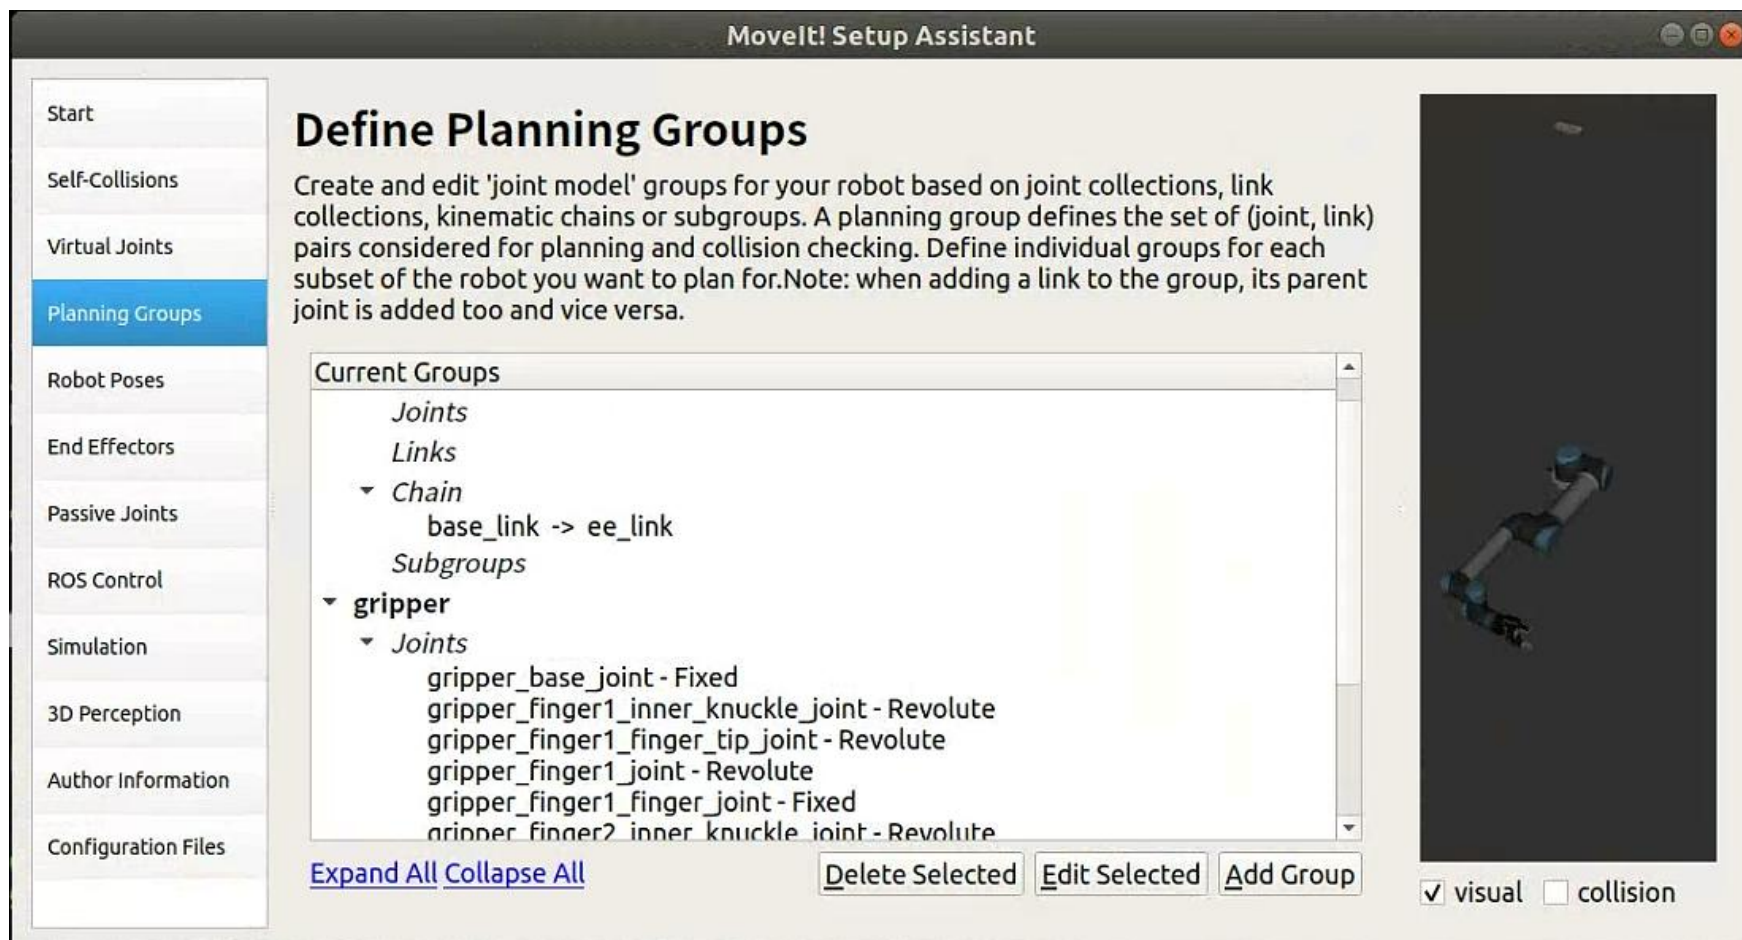 MoveIt! Setup Assistant
Start
Self-Collisions
Virtual Joints
Planning Groups
Robot Poses
End Effectors
Passive Joints
ROS Control
Simulation
3D Perception
Author Information
Configuration Files
Define Planning Groups
Create and edit 'joint model' groups for your robot based on joint collections, link
collections, kinematic chains or subgroups. A planning group defines the set of (joint, link)
pairs considered for planning and collision checking. Define individual groups for each
subset of the robot you want to plan for.Note: when adding a link to the group, its parent
joint is added too and vice versa.
Current Groups
Joints
Links
Chain
base_link -> ee_link
Subgroups
gripper
Joints
gripper_base_joint - Fixed
gripper_finger1_inner_knuckle_joint - Revolute
gripper_finger1_finger_tip_joint - Revolute
gripper_finger1_joint - Revolute
gripper_finger1_finger_joint - Fixed
gripper_finger2_inner_knuckle_joint - Revolute
Expand All Collapse All
Delete Selected
Edit Selected
Add Group
visual
collision